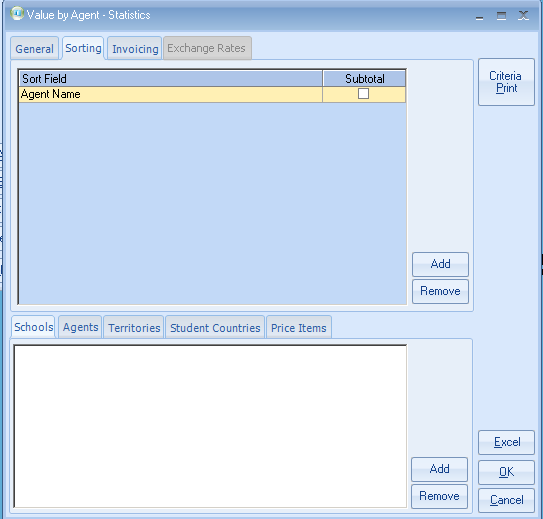 Value by Agent - Statistics
General Sorting Invoicing Exchange Rates
Sort Field Subtotal
Agent Name
Criteria
Print
Add
Remove
Schools Agents Territories Student Countries Price Items
Add
Remove
Excel
OK
Cancel